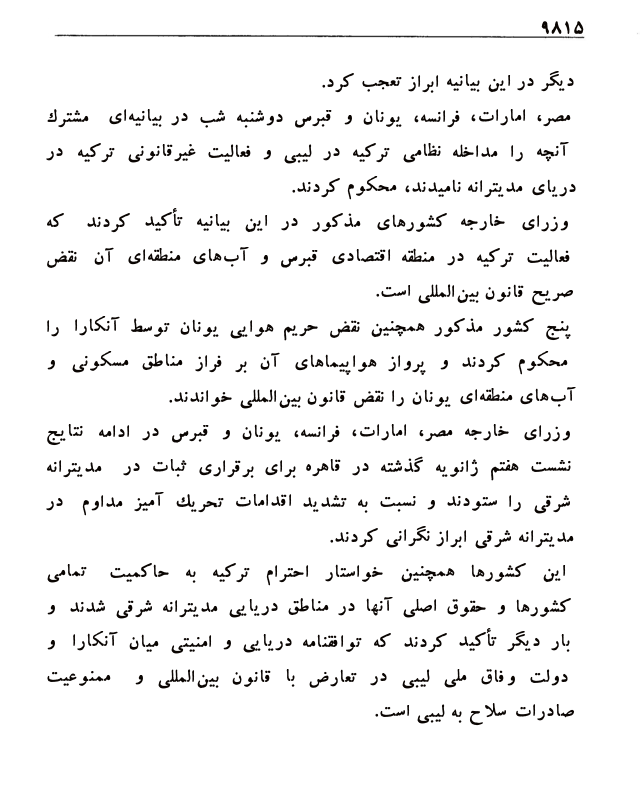 ۹۸۱۵
دیگر در این بیانیه ابراز تعجب کرد.
مصر، امارات، فرانسه، یونان و قبرس دوشنبه شب در بیانیه‌ای مشترك
آنچه را مداخله نظامی ترکیه در لیبی و فعالیت غیرقانونی ترکیه در
دریای مدیترانه نامیدند، محکوم کردند.
وزرای خارجه کشورهای مذکور در این بیانیه تأکید کردند که
فعالیت ترکیه در منطقه اقتصادی قبرس و آب‌های منطقه‌ای آن نقض
صریح قانون بین‌المللی است.
پنج کشور مذکور همچنین نقض حریم هوایی یونان توسط آنکارا را
محکوم کردند و پرواز هواپیماهای آن بر فراز مناطق مسکونی و
آب‌های منطقه‌ای یونان را نقض قانون بین‌المللی خواندند.
وزرای خارجه مصر، امارات، فرانسه، یونان و قبرس در ادامه نتایج
نشست هفتم ژانویه گذشته در قاهره برای برقراری ثبات در مدیترانه
شرقی را ستودند و نسبت به تشدید اقدامات تحریك آمیز مداوم در
مدیترانه شرقی ابراز نگرانی کردند.
این کشورها همچنین خواستار احترام ترکیه به حاکمیت تمامی
کشورها و حقوق اصلی آنها در مناطق دریایی مدیترانه شرقی شدند و
بار دیگر تأکید کردند که توافقنامه دریایی و امنیتی میان آنکارا و
دولت وفاق ملی لیبی در تعارض با قانون بین‌المللی و ممنوعیت
صادرات سلاح به لیبی است.